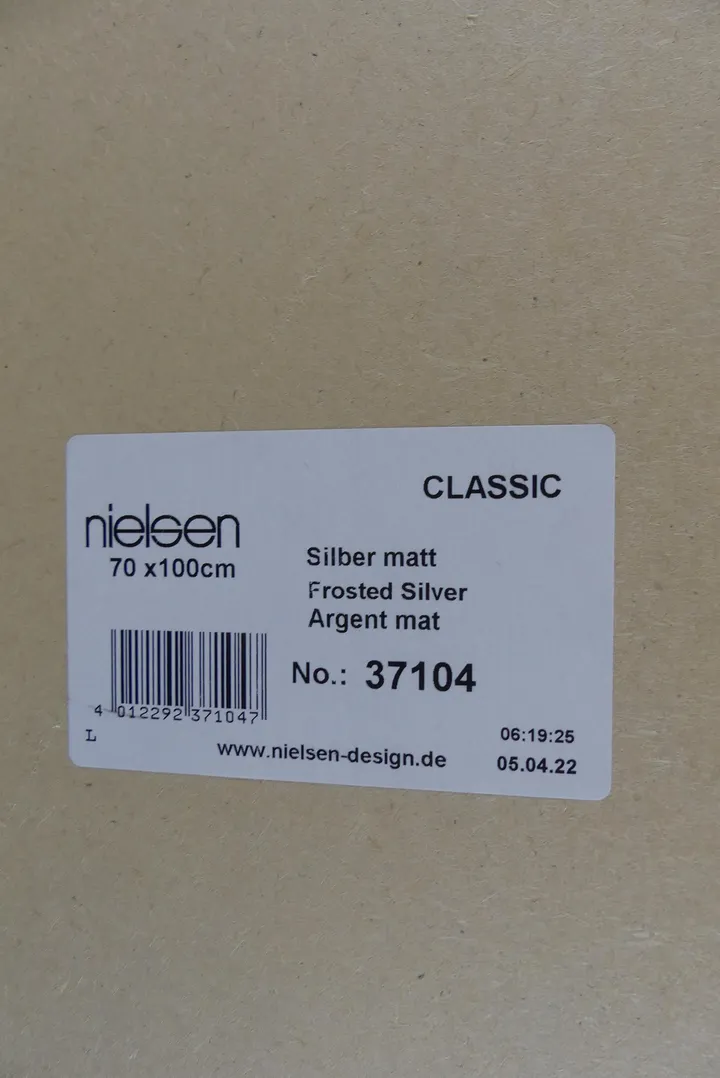 CLASSIC
nielsen
70 x100cm
Silber matt
Frosted Silver
Argent mat
No.: 37104
4 012292 371047
L
www.nielsen-design.de
06:19:25
05.04.22